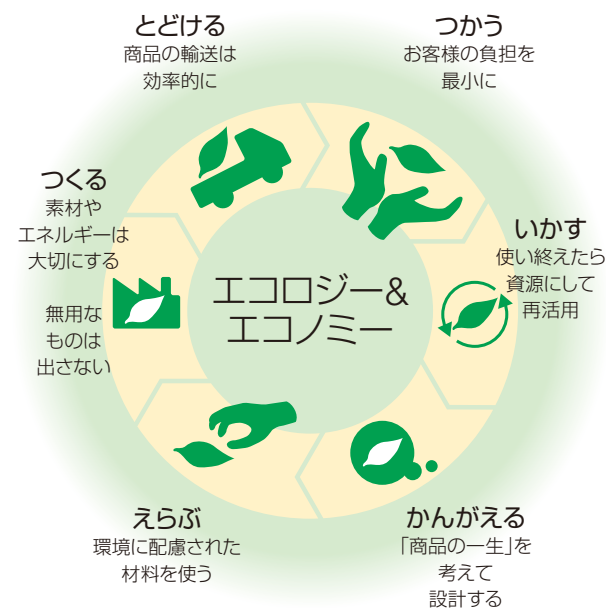 とどける
商品の輸送は
効率的に
つかう
お客様の負担を
最小に
つくる
素材や
エネルギーは
大切にする
無用な
ものは
出さない
いかす
使い終えたら
資源にして
再活用
エコロジー&
エコノミー
えらぶ
環境に配慮された
材料を使う
かんがえる
「商品の一生」を
考えて
設計する